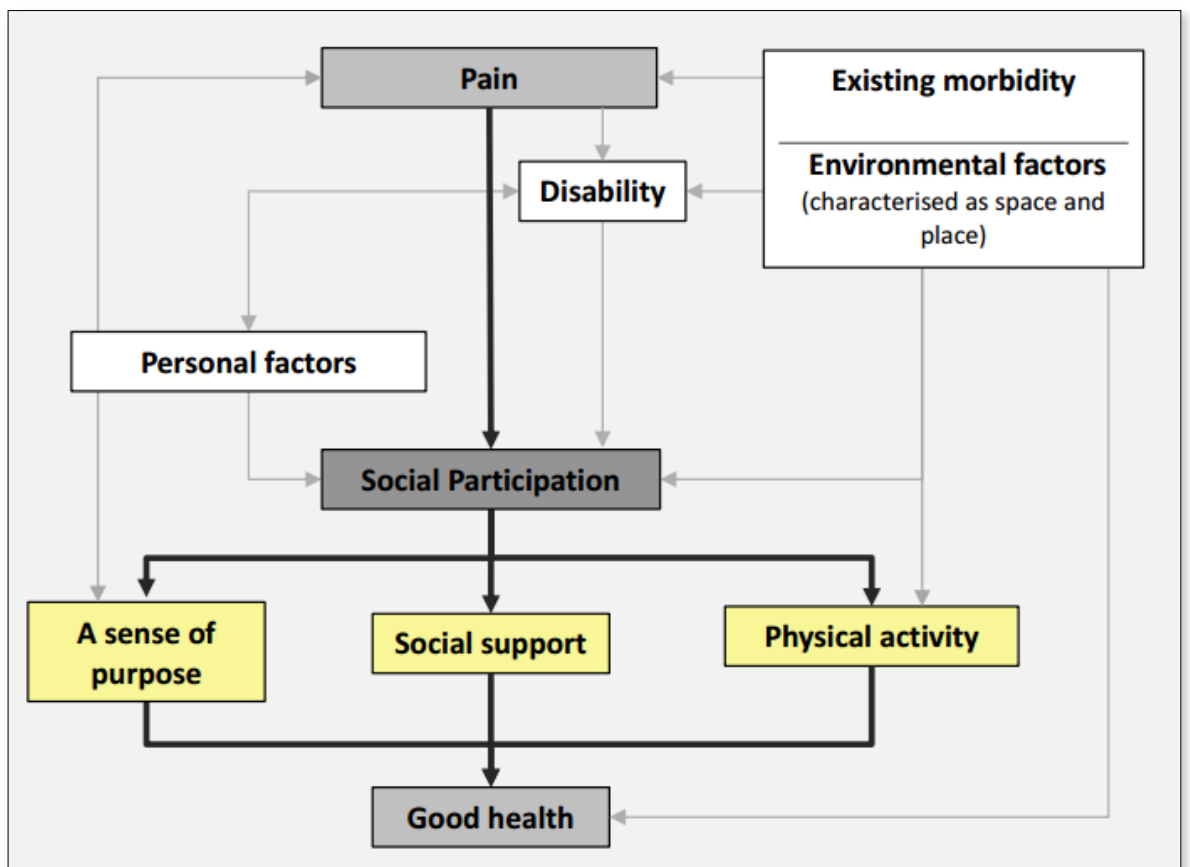 Pain
Existing morbidity
Environmental factors
(characterised as space and
place)
Disability
Personal factors
Social Participation
A sense of
purpose
Social support
Physical activity
Good health